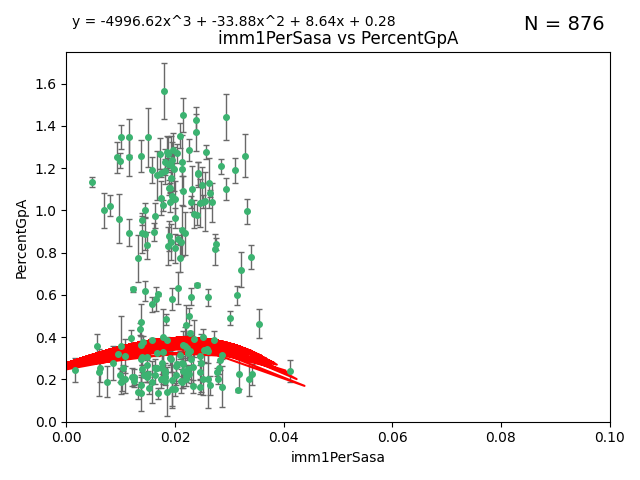 y = -4996.62x^3 + -33.88x^2 + 8.64x + 0.28
N = 876
imm1PerSasa vs PercentGpA
PercentGpA
1.6
1.4
1.2
1.0
0.8
0.6
0.4
0.2
0.0
0.00 0.02 0.04 0.06 0.08 0.10
imm1PerSasa